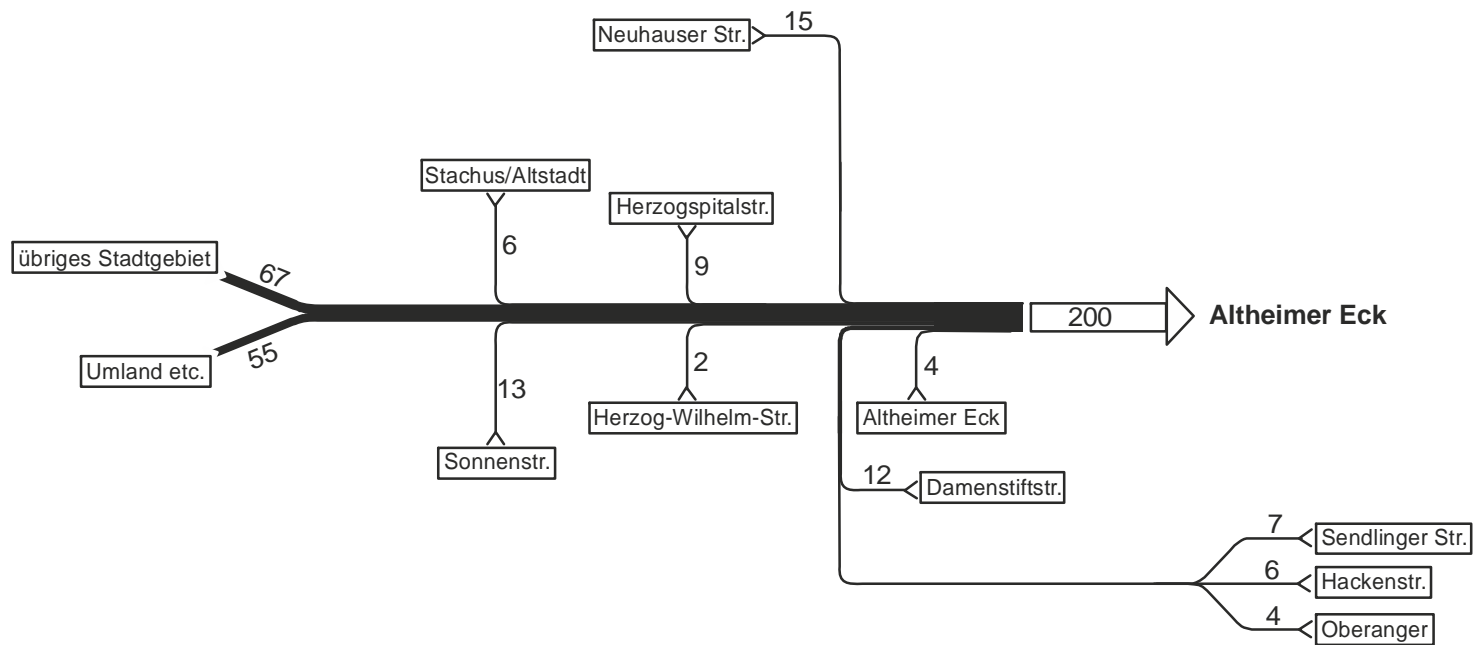 Neuhauser Str.
15
Stachus/Altstadt
Herzogspitalstr.
6
9
übriges Stadtgebiet
67
200
Altheimer Eck
55
Umland etc.
13
2
4
Herzog-Wilhelm-Str.
Altheimer Eck
Sonnenstr.
12
Damenstiftstr.
7
Sendlinger Str.
6
Hackenstr.
4
Oberanger